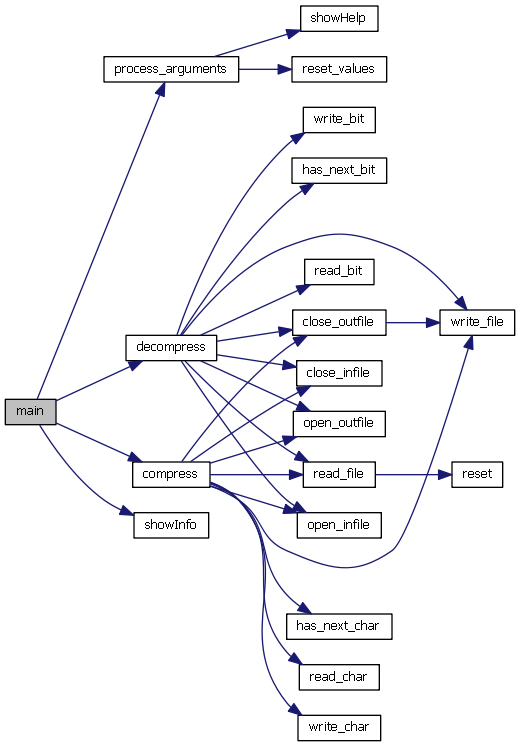 showHelp
process_arguments
reset_values
write_bit
has_next_bit
read_bit
close_outfile
write_file
decompress
close_infile
main
open_outfile
compress
read_file
reset
showInfo
open_infile
has_next_char
read_char
write_char